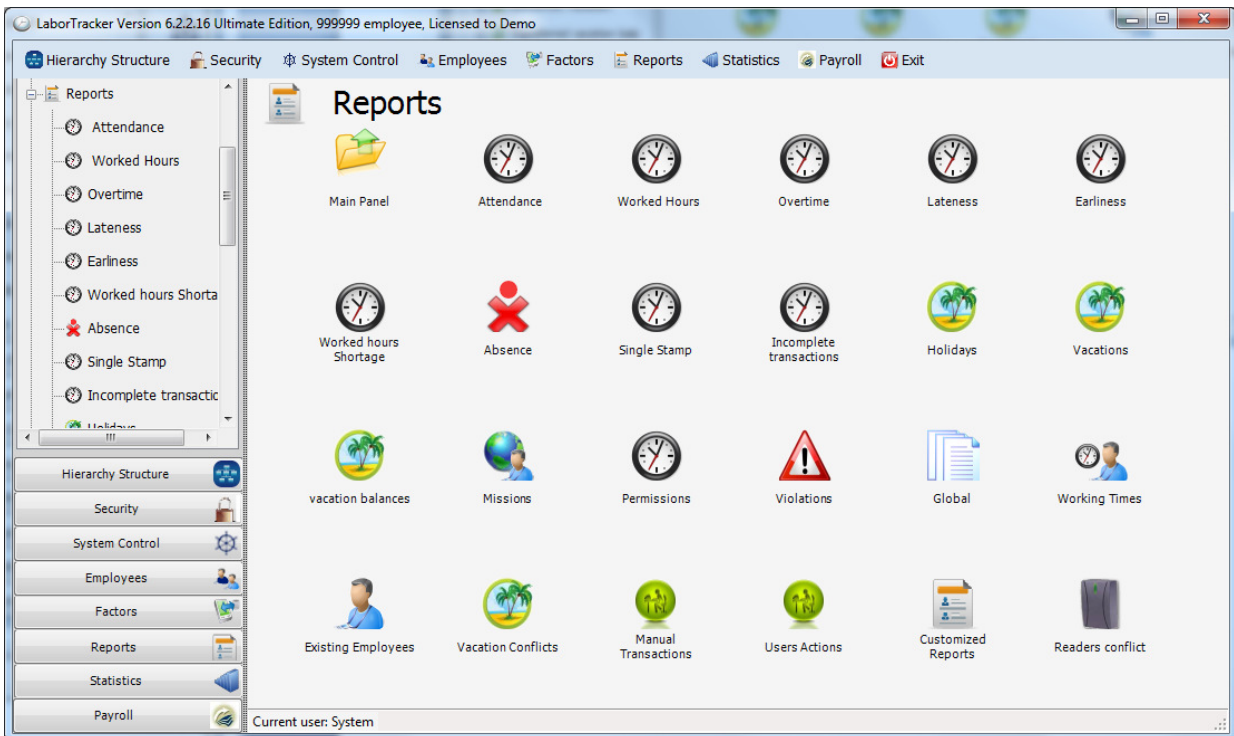 LaborTracker Version 6.2.2.16 Ultimate Edition, 999999 employee, Licensed to Demo
Hierarchy Structure Security System Control Employees Factors Reports Statistics Payroll Exit
Reports
Attendance
Worked Hours
Overtime
Lateness
Earliness
Worked hours Shorta
Absence
Single Stamp
Incomplete transactic
Hierarchy Structure
Security
System Control
Employees
Factors
Reports
Statistics
Payroll
Reports
Main Panel Attendance Worked Hours Overtime Lateness Earliness
Worked hours
Shortage
Absence
Single Stamp
Incomplete
transactions
Holidays
Vacations
vacation balances Missions Permissions Violations Global Working Times
Existing Employees
Vacation Conflicts
Manual
Transactions
Users Actions
Customized
Reports
Readers conflict
Current user: System